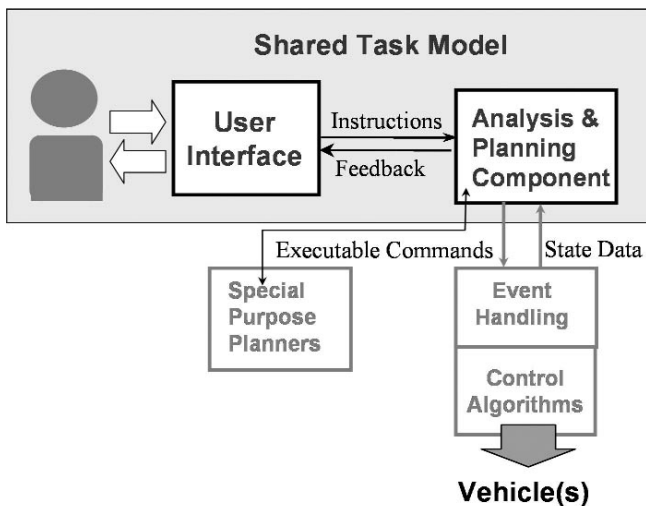 Shared Task Model
User
Interface
Instructions
Feedback
Analysis &
Planning
Component
Executable Commands
State Data
Special
Purpose
Planners
Event
Handling
Control
Algorithms
Vehicle(s)